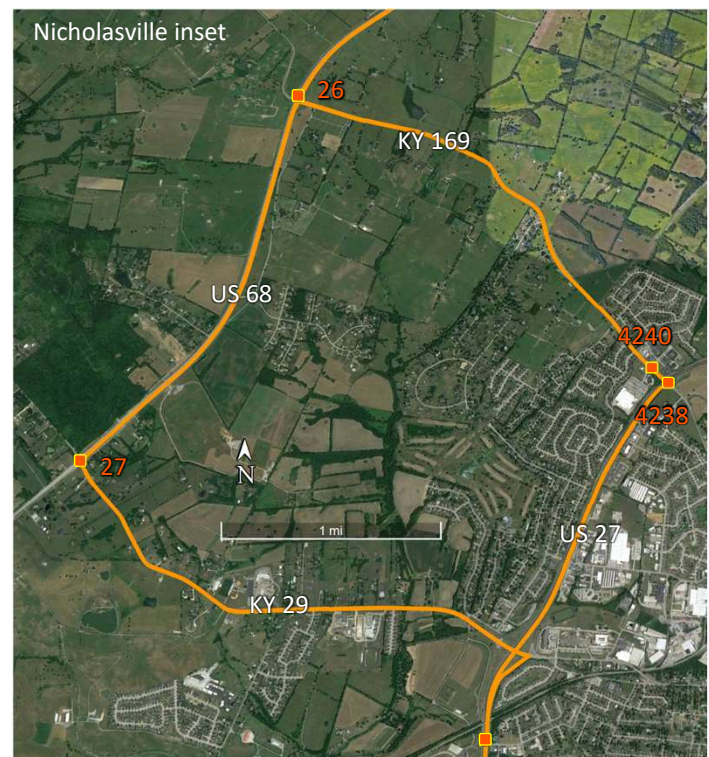 Nicholasville inset
26
KY 169
US 68
4240
4238
27
N
1 mi
US 27
KY 29